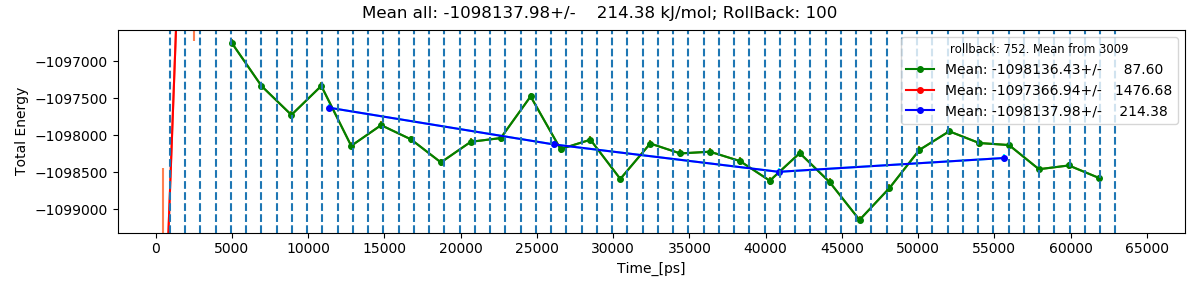 Mean all: -1098137.98+/-    214.38 kJ/mol; RollBack: 100
rollback: 752. Mean from 3009
Mean: -1098136.43+/-     87.60
Mean: -1097366.94+/-   1476.68
Mean: -1098137.98+/-    214.38
Total Energy
−1097000
−1097500
−1098000
−1098500
−1099000
0 5000 10000 15000 20000 25000 30000 35000 40000 45000 50000 55000 60000 65000
Time_[ps]